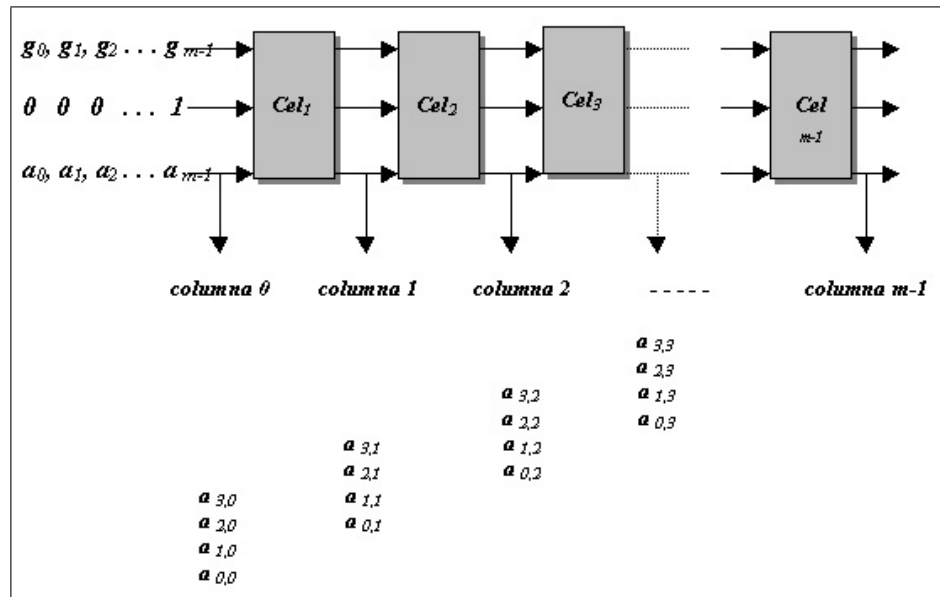 g0, g1, g2 . . . g m-1
Cel1
Cel2
Cel3
Cel m-1
0 0 0 . . . 1
a0, a1, a2 . . . a m-1
columna 0
columna 1
columna 2
- - - - -
columna m-1
a 3,3
a 2,3
a 1,3
a 0,3
a 3,2
a 2,2
a 1,2
a 0,2
a 3,1
a 2,1
a 1,1
a 0,1
a 3,0
a 2,0
a 1,0
a 0,0